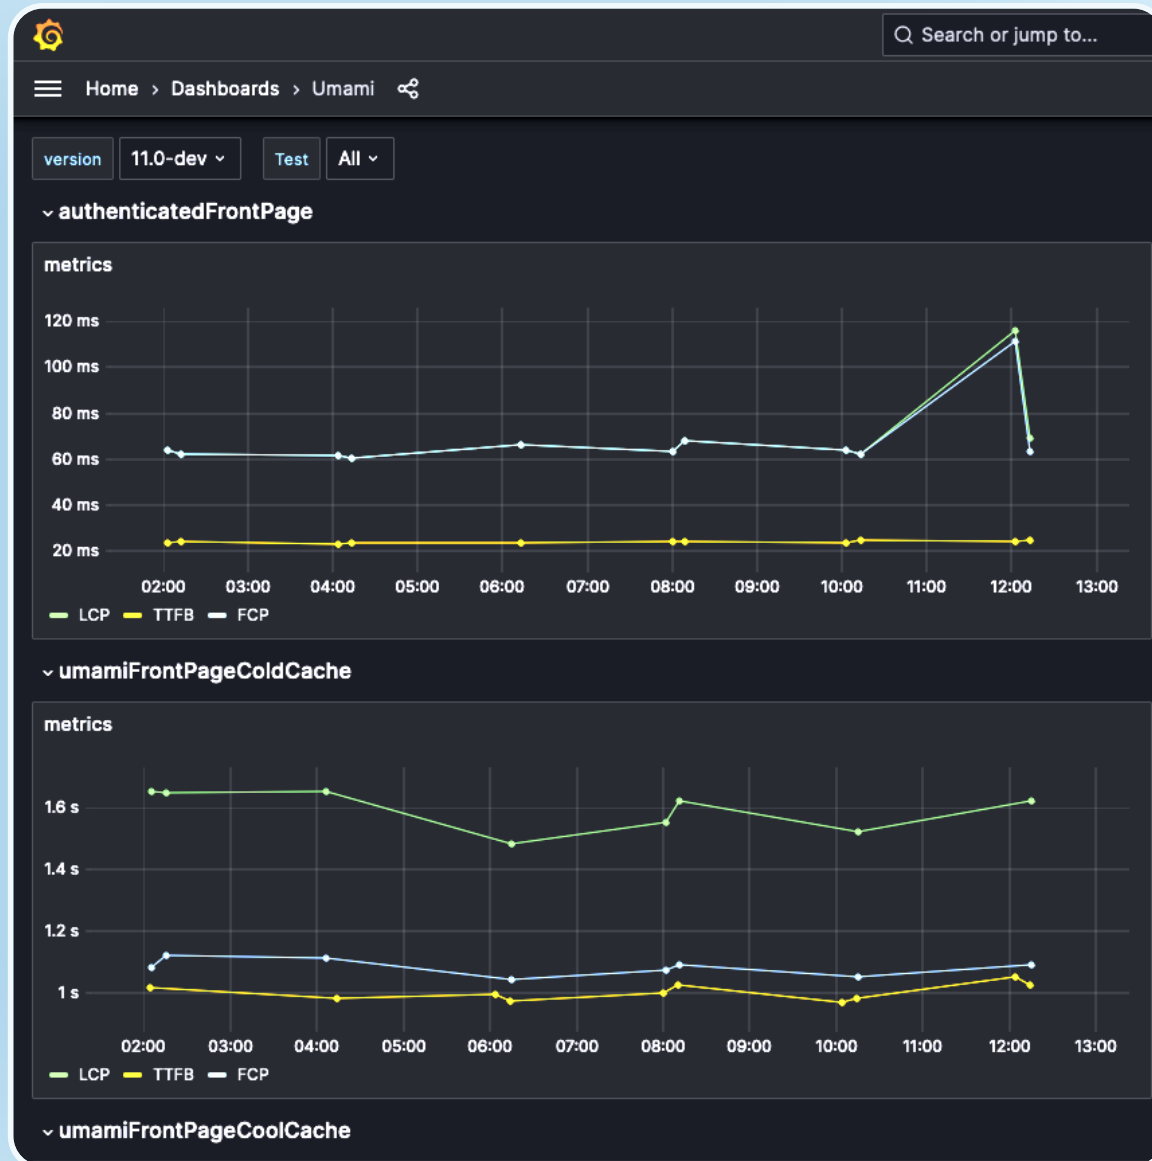 Search or jump to...
Home › Dashboards › Umami
version 11.0-dev Test All
authenticatedFrontPage
metrics
120 ms
100 ms
80 ms
60 ms
40 ms
20 ms
02:00 03:00 04:00 05:00 06:00 07:00 08:00 09:00 10:00 11:00 12:00 13:00
LCP TTFB FCP
umamiFrontPageColdCache
metrics
1.6 s
1.4 s
1.2 s
1 s
02:00 03:00 04:00 05:00 06:00 07:00 08:00 09:00 10:00 11:00 12:00 13:00
LCP TTFB FCP
umamiFrontPageCoolCache